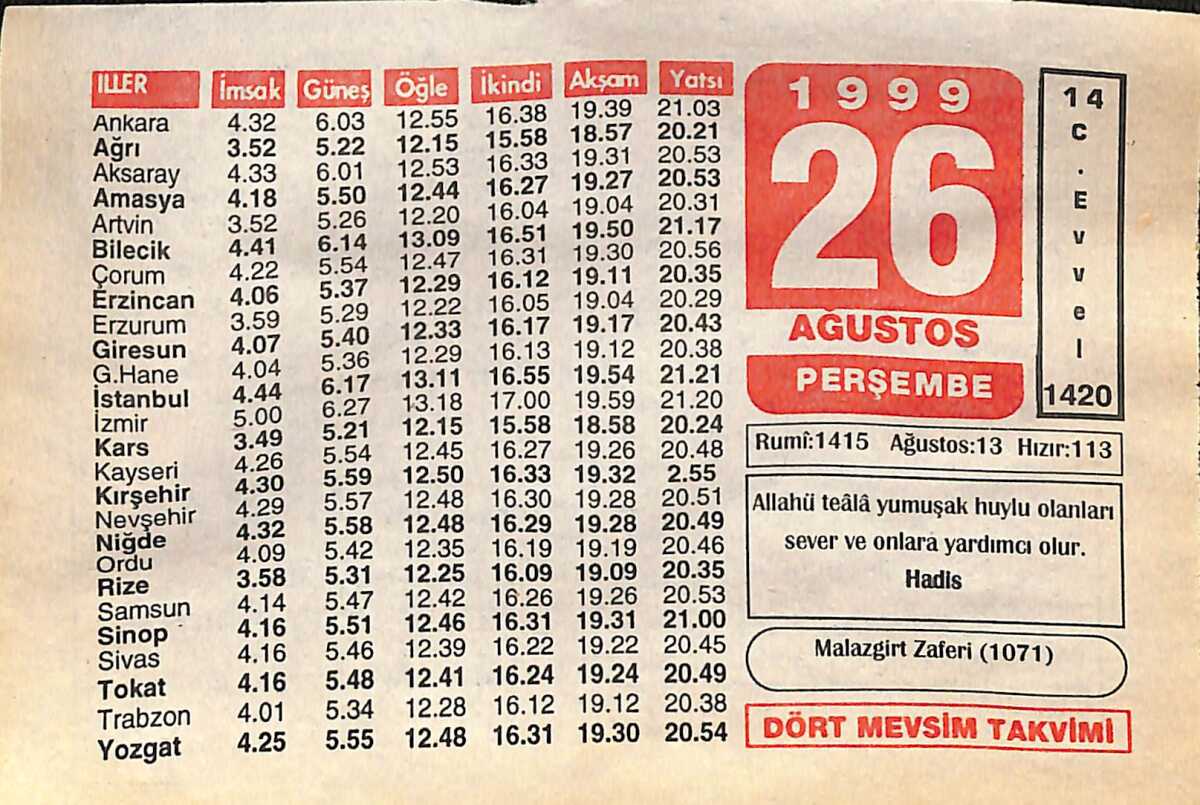 İLLER İmsak Güneş Öğle İkindi Akşam Yatsı
Ankara 4.32 6.03 12.55 16.38 19.39 21.03
Ağrı 3.52 5.22 12.15 15.58 18.57 20.21
Aksaray 4.33 6.01 12.53 16.33 19.31 20.53
Amasya 4.18 5.50 12.44 16.27 19.27 20.53
Artvin 3.52 5.26 12.20 16.04 19.04 20.31
Bilecik 4.41 6.14 13.09 16.51 19.50 21.17
Çorum 4.22 5.54 12.47 16.31 19.30 20.56
Erzincan 4.06 5.37 12.29 16.12 19.11 20.35
Erzurum 3.59 5.29 12.22 16.05 19.04 20.29
Giresun 4.07 5.40 12.33 16.17 19.17 20.43
G.Hane 4.04 5.36 12.29 16.13 19.12 20.38
İstanbul 4.44 6.17 13.11 16.55 19.54 21.21
İzmir 5.00 6.27 13.18 17.00 19.59 21.20
Kars 3.49 5.21 12.15 15.58 18.58 20.24
Kayseri 4.26 5.54 12.45 16.27 19.26 20.48
Kırşehir 4.30 5.59 12.50 16.33 19.32 2.55
Nevşehir 4.29 5.57 12.48 16.30 19.28 20.51
Niğde 4.32 5.58 12.48 16.29 19.28 20.49
Ordu 4.09 5.42 12.35 16.19 19.19 20.46
Rize 3.58 5.31 12.25 16.09 19.09 20.35
Samsun 4.14 5.47 12.42 16.26 19.26 20.53
Sinop 4.16 5.51 12.46 16.31 19.31 21.00
Sivas 4.16 5.46 12.39 16.22 19.22 20.45
Tokat 4.16 5.48 12.41 16.24 19.24 20.49
Trabzon 4.01 5.34 12.28 16.12 19.12 20.38
Yozgat 4.25 5.55 12.48 16.31 19.30 20.54
1999
26
AĞUSTOS
PERŞEMBE
14
C
.
E
v
v
e
l
1420
Rumî:1415 Ağustos:13 Hızır:113
Allahü teâlâ yumuşak huylu olanları
sever ve onlara yardımcı olur.
Hadis
Malazgirt Zaferi (1071)
DÖRT MEVSİM TAKVİMİ